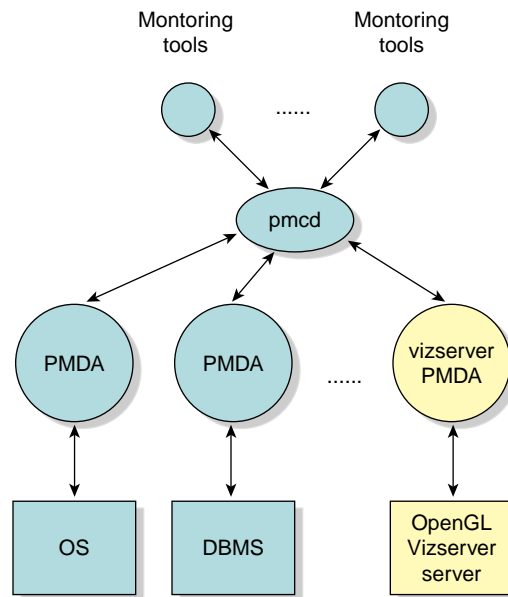 Montoring
tools
Montoring
tools
......
pmcd
PMDA
PMDA
vizserver
PMDA
......
OS
DBMS
OpenGL
Vizserver
server